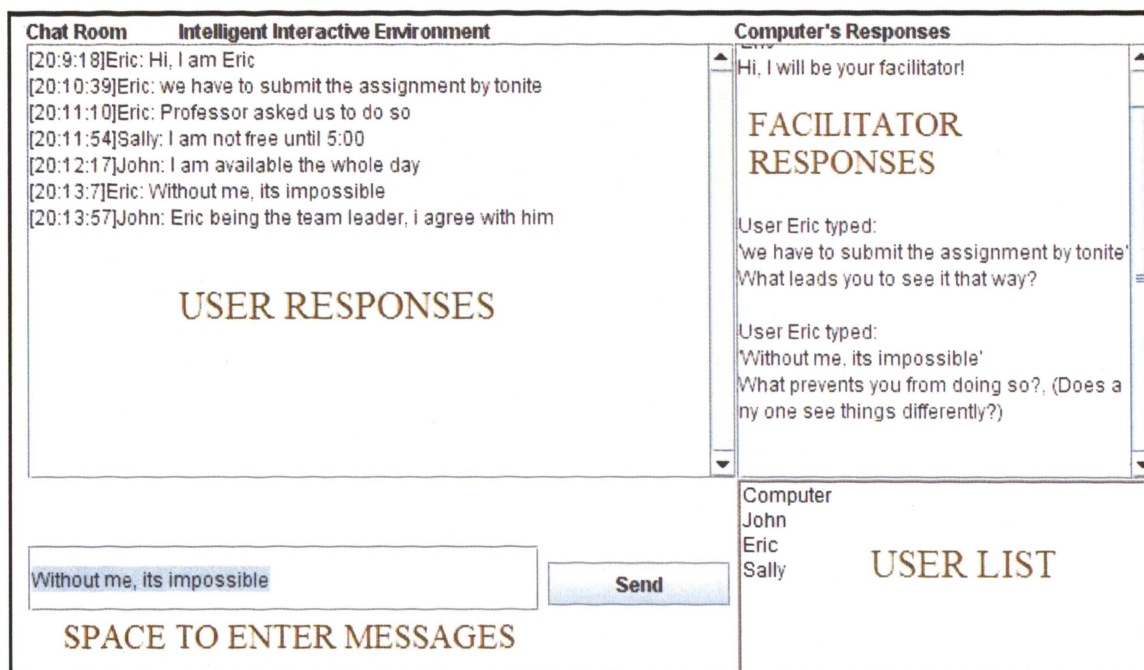 Chat Room Intelligent Interactive Environment
[20:9:18]Eric: Hi, I am Eric
[20:10:39]Eric: we have to submit the assignment by tonite
[20:11:10]Eric: Professor asked us to do so
[20:11:54]Sally: I am not free until 5:00
[20:12:17]John: I am available the whole day
[20:13:7]Eric: Without me, its impossible
[20:13:57]John: Eric being the team leader, i agree with him
USER RESPONSES
Without me, its impossible
Send
SPACE TO ENTER MESSAGES
Computer's Responses
Hi, I will be your facilitator!
FACILITATOR
RESPONSES
User Eric typed:
'we have to submit the assignment by tonite'
What leads you to see it that way?
User Eric typed:
'Without me, its impossible'
What prevents you from doing so?, (Does a
ny one see things differently?)
Computer
John
Eric
Sally
USER LIST